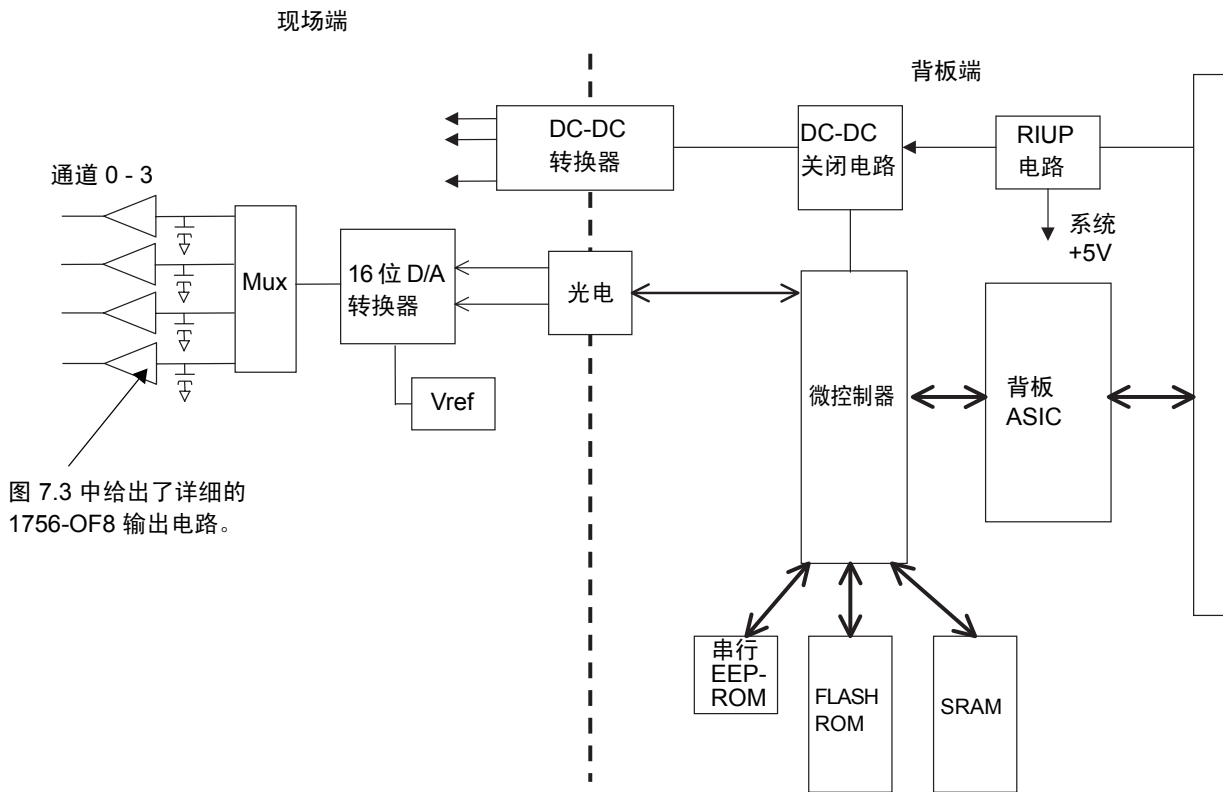 现场端
背板端
DC-DC
转换器
DC-DC
关闭电路
RIUP
电路
系统
+5V
通道 0 - 3
Mux
16 位 D/A
转换器
光电
Vref
微控制器
背板
ASIC
图 7.3 中给出了详细的
1756-OF8 输出电路。
串行
EEP-
ROM
FLASH
ROM
SRAM